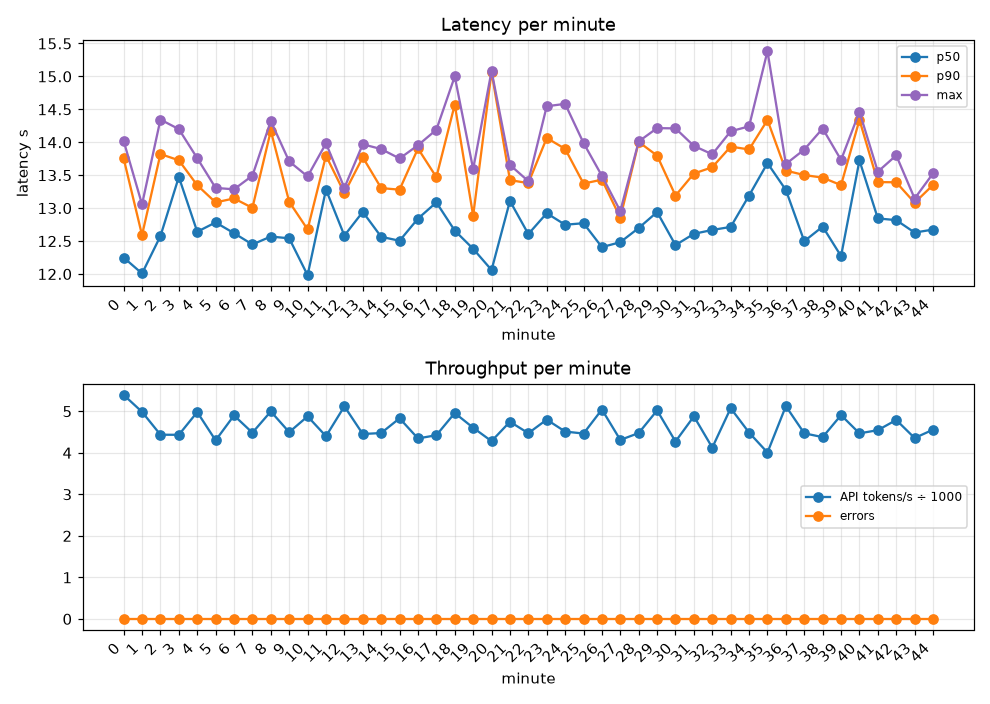 Latency per minute
15.5
15.0
14.5
14.0
13.5
13.0
12.5
12.0
latency s
p50
p90
max
0 1 2 3 4 5 6 7 8 9 10 11 12 13 14 15 16 17 18 19 20 21 22 23 24 25 26 27 28 29 30 31 32 33 34 35 36 37 38 39 40 41 42 43 44
minute
Throughput per minute
5
4
3
2
1
0
API tokens/s ÷ 1000
errors
0 1 2 3 4 5 6 7 8 9 10 11 12 13 14 15 16 17 18 19 20 21 22 23 24 25 26 27 28 29 30 31 32 33 34 35 36 37 38 39 40 41 42 43 44
minute